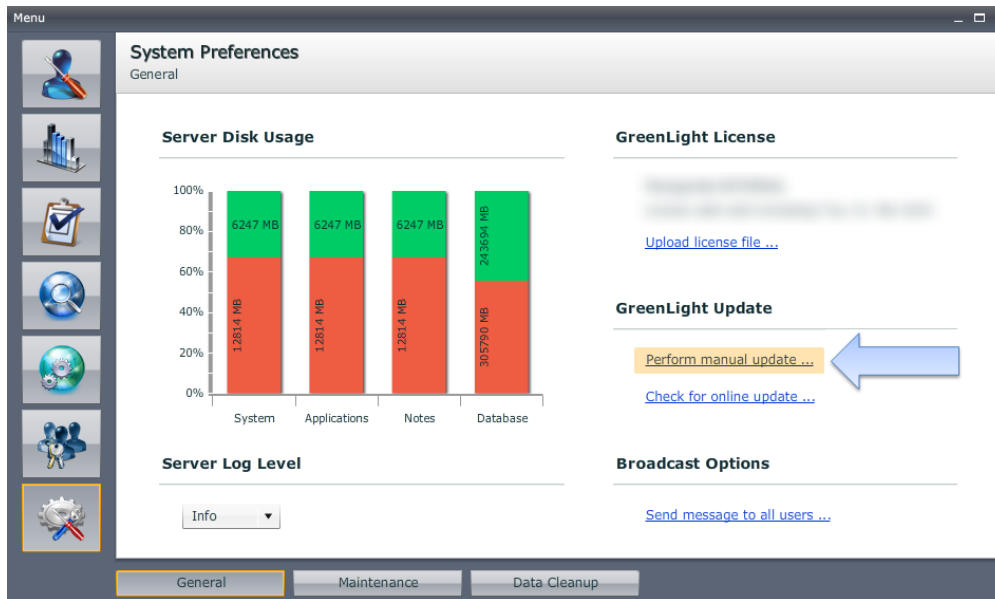 Menu
System Preferences
General
Server Disk Usage
100%
80%
60%
40%
20%
0%
6247 MB
6247 MB
6247 MB
243694 MB
12814 MB
12814 MB
12814 MB
305790 MB
System
Applications
Notes
Database
Server Log Level
Info
GreenLight License
Upload license file ...
GreenLight Update
Perform manual update ...
Check for online update ...
Broadcast Options
Send message to all users ...
General
Maintenance
Data Cleanup